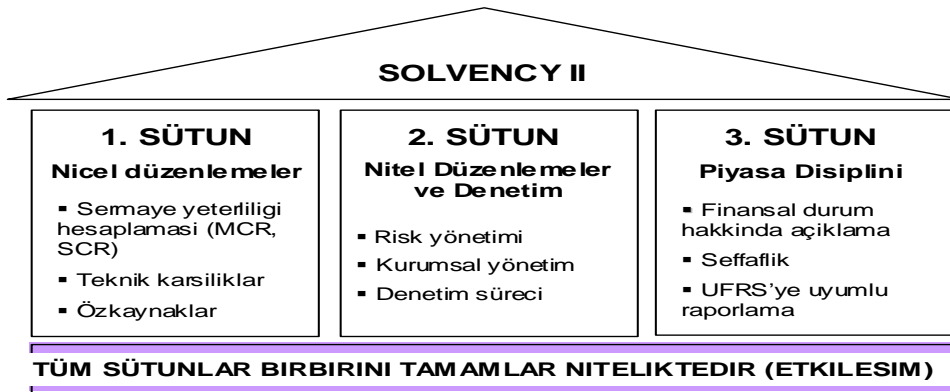 SOLVENCY II
1. SÜTUN
Nicel düzenlemeler
▪ Sermaye yeterliligi
hesaplamasi (MCR,
SCR)
▪ Teknik karsiliklar
▪ Özkaynaklar
2. SÜTUN
Nitel Düzenlemeler
ve Denetim
▪ Risk yönetimi
▪ Kurumsal yönetim
▪ Denetim süreci
3. SÜTUN
Piyasa Disiplini
▪ Finansal durum
hakkinda açiklama
▪ Seffaflik
▪ UFRS'ye uyumlu
raporlama
TÜM SÜTUNLAR BIRBIRINI TAMAMLAR NITELIKTEDIR (ETKILESIM)